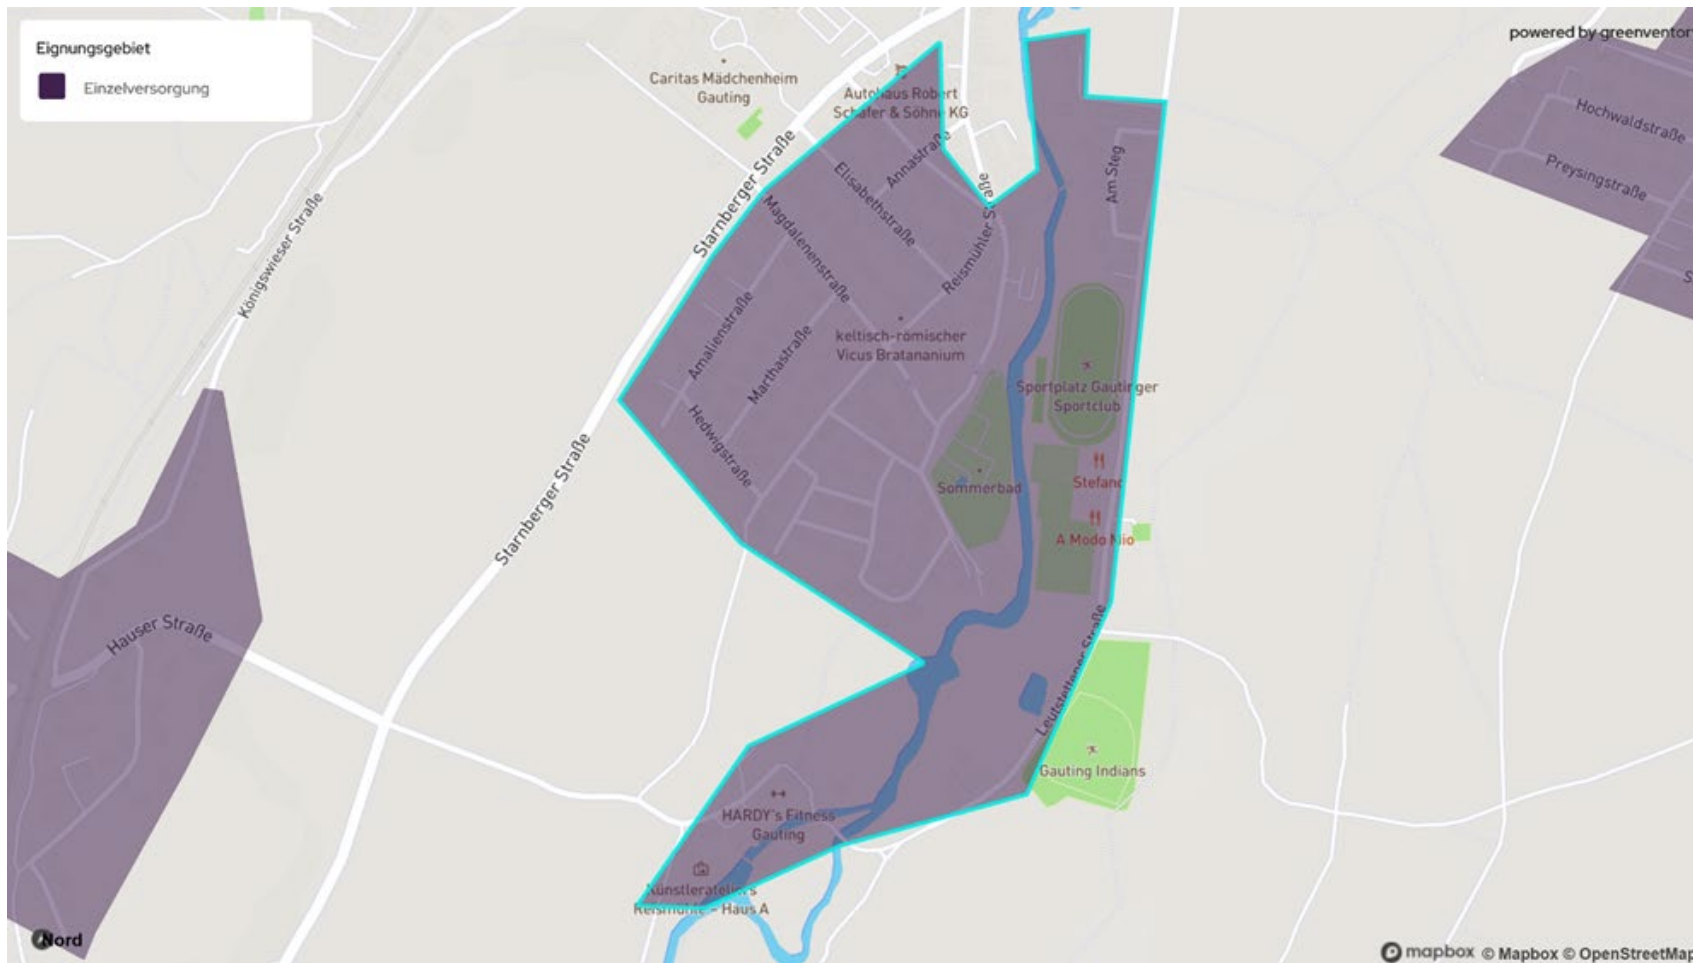 Eignungsgebiet
Einzelversorgung
powered by greenventory
Caritas Mädchenheim
Gauting
Autohaus Robert
Schäfer & Söhne KG
Hochwaldstraße
Preysingstraße
Starnberger Straße
Annastraße
Elisabethstraße
Am Steg
Magdalenenstraße
Königswieser Straße
Reismühler Straße
Amalienstraße
Marthastraße
keltisch-römischer
Vicus Bratananium
Sportplatz Gautinger
Sportclub
Hedwigstraße
Starnberger Straße
Sommerbad
Stefano
A Modo Mio
Hauser Straße
Leutstettener Straße
Gauting Indians
HARDY's Fitness
Gauting
Künstlerateliers
Reismühle - Haus A
Nord
mapbox © Mapbox © OpenStreetMap